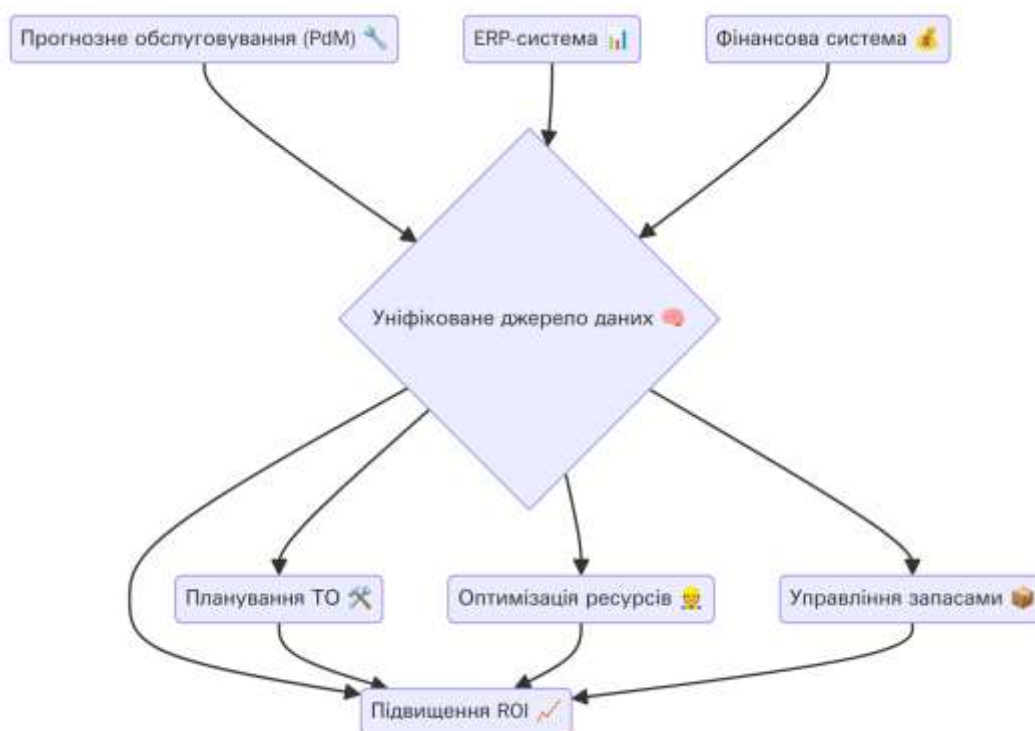 Прогнозне обслуговування (PdM) 🔧
ERP-система 📊
Фінансова система 💰
Уніфіковане джерело даних 🧠
Планування ТО 🛠️
Оптимізація ресурсів 👷
Управління запасами 📦
Підвищення ROI 📈